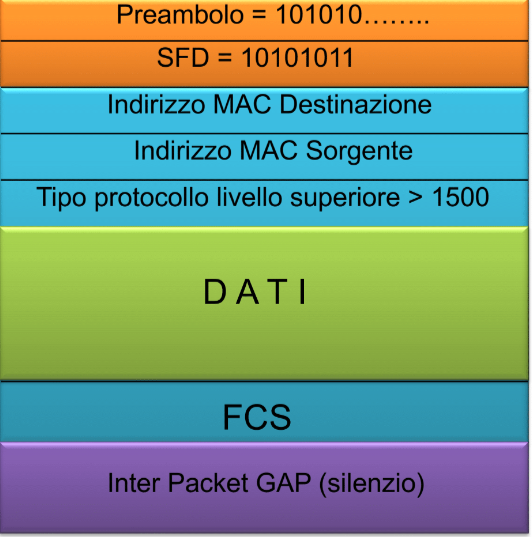 Preambolo = 101010……..
SFD = 10101011
Indirizzo MAC Destinazione
Indirizzo MAC Sorgente
Tipo protocollo livello superiore > 1500
D A T I
FCS
Inter Packet GAP (silenzio)